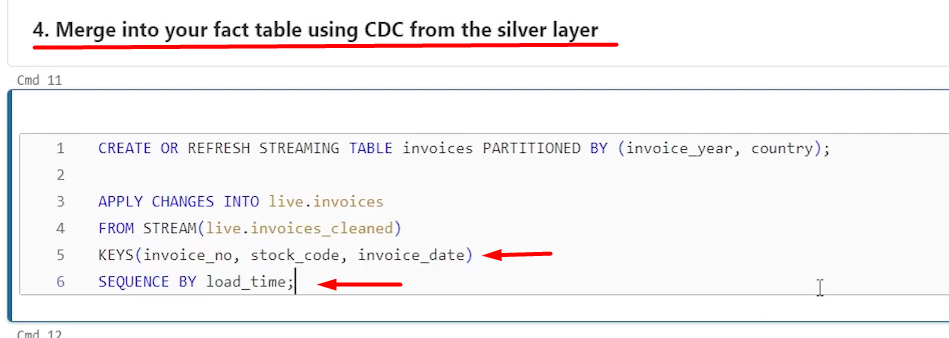 4. Merge into your fact table using CDC from the silver layer
Cmd 11
1 CREATE OR REFRESH STREAMING TABLE invoices PARTITIONED BY (invoice_year, country);
2
3 APPLY CHANGES INTO live.invoices
4 FROM STREAM(live.invoices_cleaned)
5 KEYS(invoice_no, stock_code, invoice_date)
6 SEQUENCE BY load_time;
Cmd 12